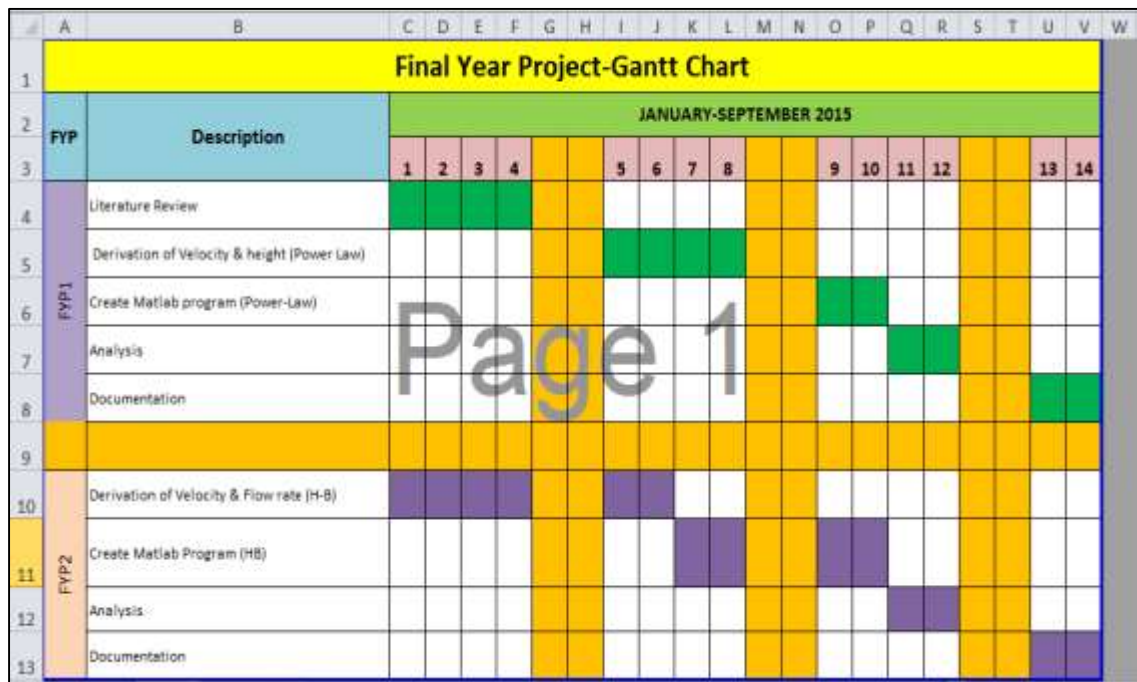 A B C D E F G H I J K L M N O P Q R S T U V W
1 Final Year Project-Gantt Chart
2 FYP Description JANUARY-SEPTEMBER 2015
3 1 2 3 4 5 6 7 8 9 10 11 12 13 14
4 FYP1 Literature Review
5 Derivation of Velocity & height (Power Law)
6 Create Matlab program (Power-Law)
Page 1
7 Analysis
8 Documentation
9
10 FYP2 Derivation of Velocity & Flow rate (H-B)
11 Create Matlab Program (HB)
12 Analysis
13 Documentation